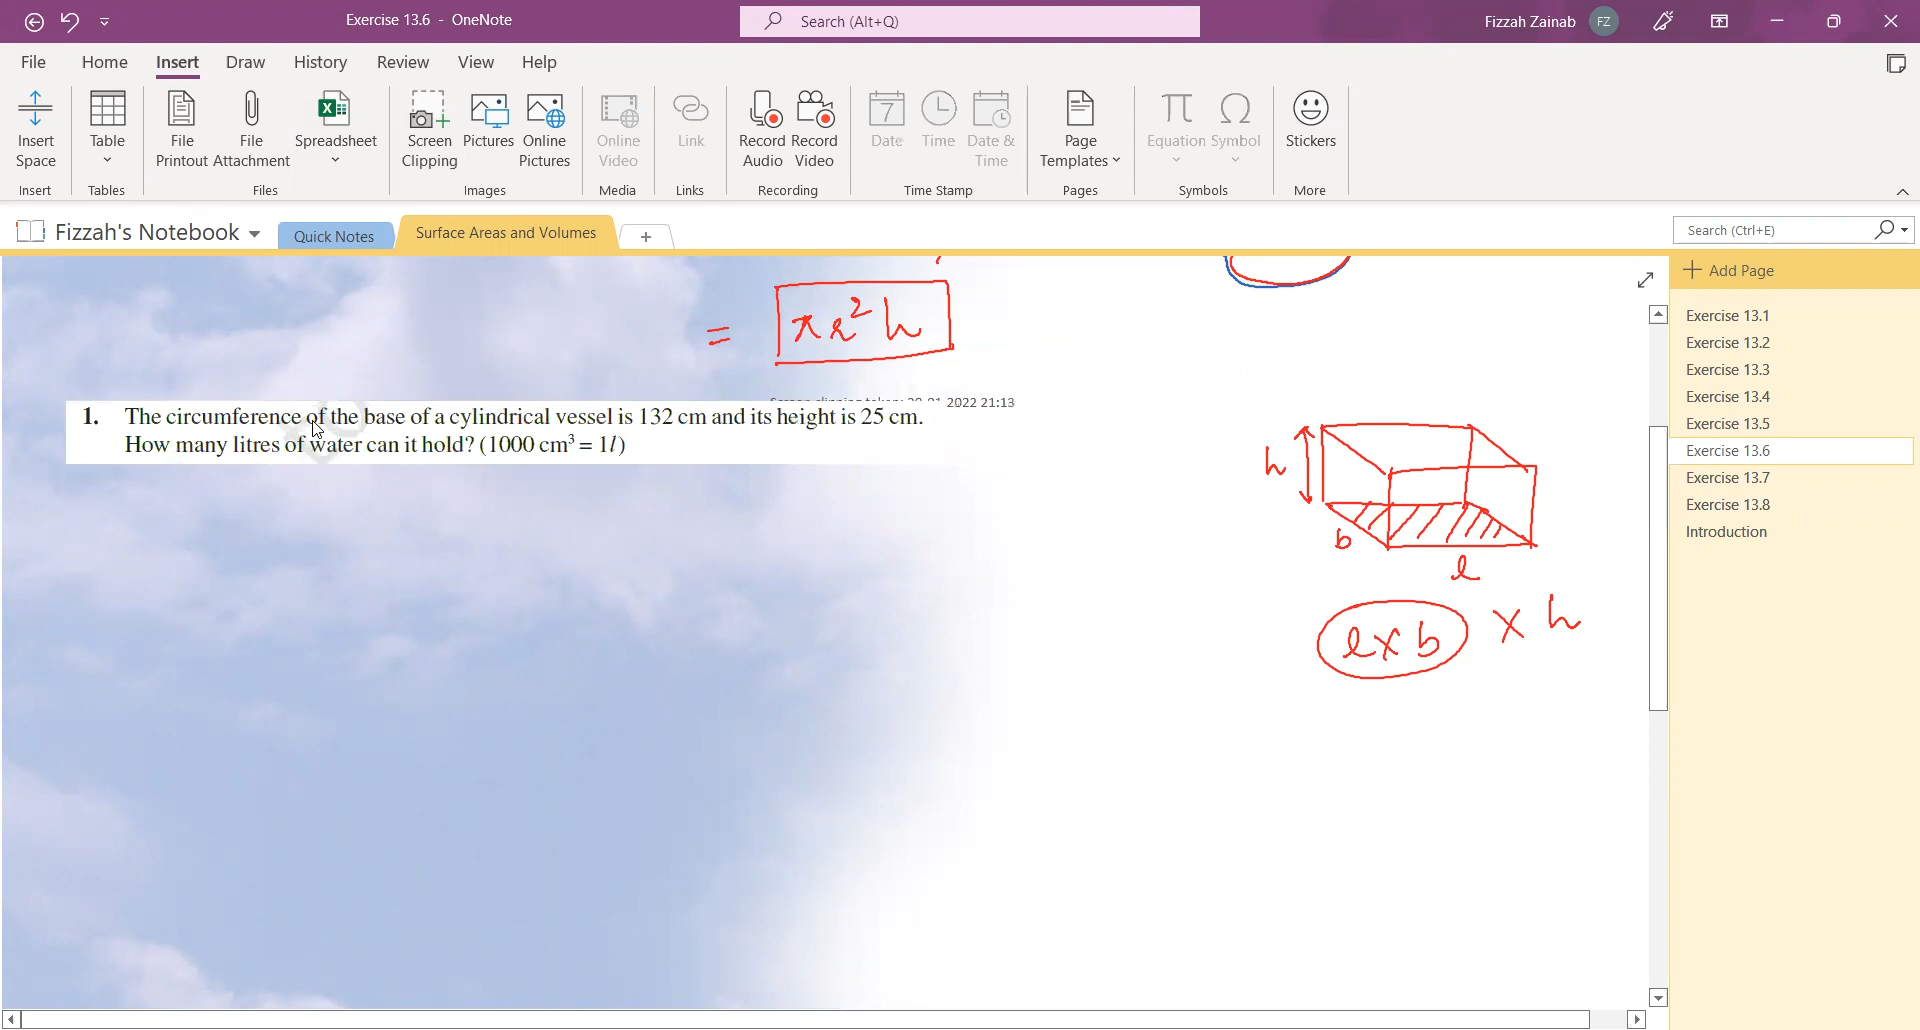 Exercise 13.6 - OneNote
Search (Alt+Q)
Fizzah Zainab
FZ
File Home Insert Draw History Review View Help
Insert Space
Table
File Printout
File Attachment
Spreadsheet
Screen Clipping
Pictures
Online Pictures
Online Video
Link
Record Audio
Record Video
7
Date
Time
Date & Time
Page Templates
π Equation
Ω Symbol
Stickers
Insert Tables Files Images Media Links Recording Time Stamp Pages Symbols More
Fizzah's Notebook
Quick Notes
Surface Areas and Volumes
+
Search (Ctrl+E)
Add Page
Exercise 13.1
Exercise 13.2
Exercise 13.3
Exercise 13.4
Exercise 13.5
Exercise 13.6
Exercise 13.7
Exercise 13.8
Introduction
= πr²h
2022 21:13
1. The circumference of the base of a cylindrical vessel is 132 cm and its height is 25 cm.
How many litres of water can it hold? (1000 cm³ = 1l)
h
b
l
l×b × h